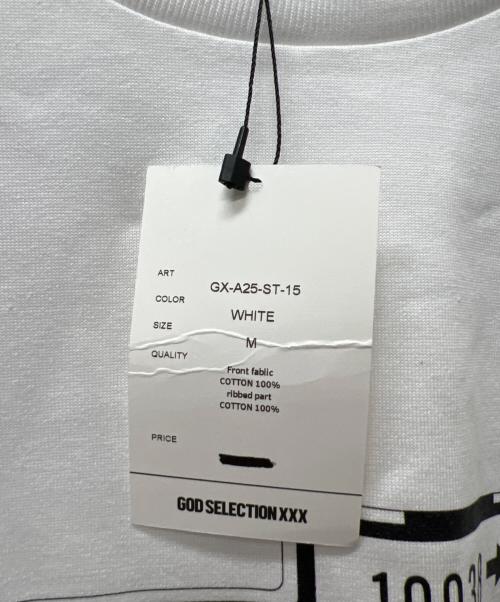 ART GX-A25-ST-15
COLOR WHITE
SIZE M
QUALITY Front fablic
COTTON 100%
ribbed part
COTTON 100%
PRICE
GOD SELECTION XXX